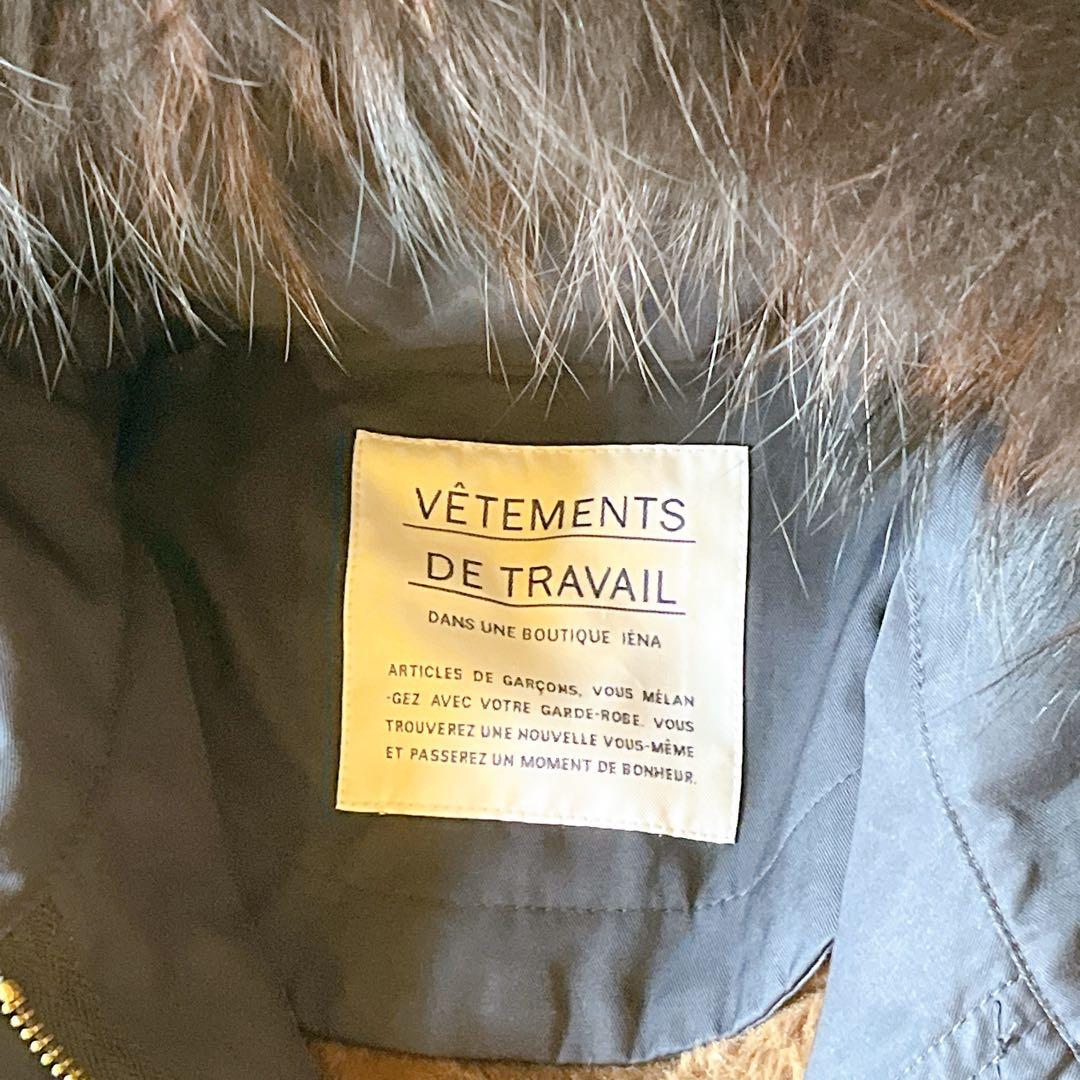 VÊTEMENTS
DE TRAVAIL
DANS UNE BOUTIQUE IÉNA
ARTICLES DE GARÇONS, VOUS MÉLAN
-GEZ AVEC VOTRE GARDE-ROBE. VOUS
TROUVEREZ UNE NOUVELLE VOUS-MÊME
ET PASSEREZ UN MOMENT DE BONHEUR.